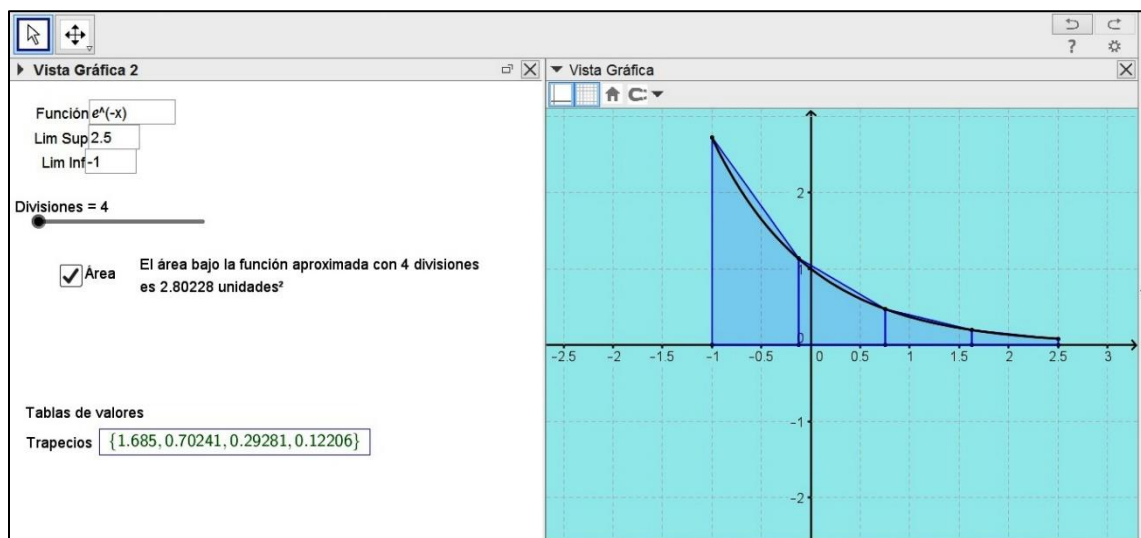 ?
Vista Gráfica 2
Función e^(-x)
Lim Sup 2.5
Lim Inf -1
Divisiones = 4
Área
El área bajo la función aproximada con 4 divisiones
es 2.80228 unidades²
Tablas de valores
Trapecios {1.685, 0.70241, 0.29281, 0.12206}
Vista Gráfica
2
1
0
-2.5 -2 -1.5 -1 -0.5 0 0.5 1 1.5 2 2.5 3
-1
-2